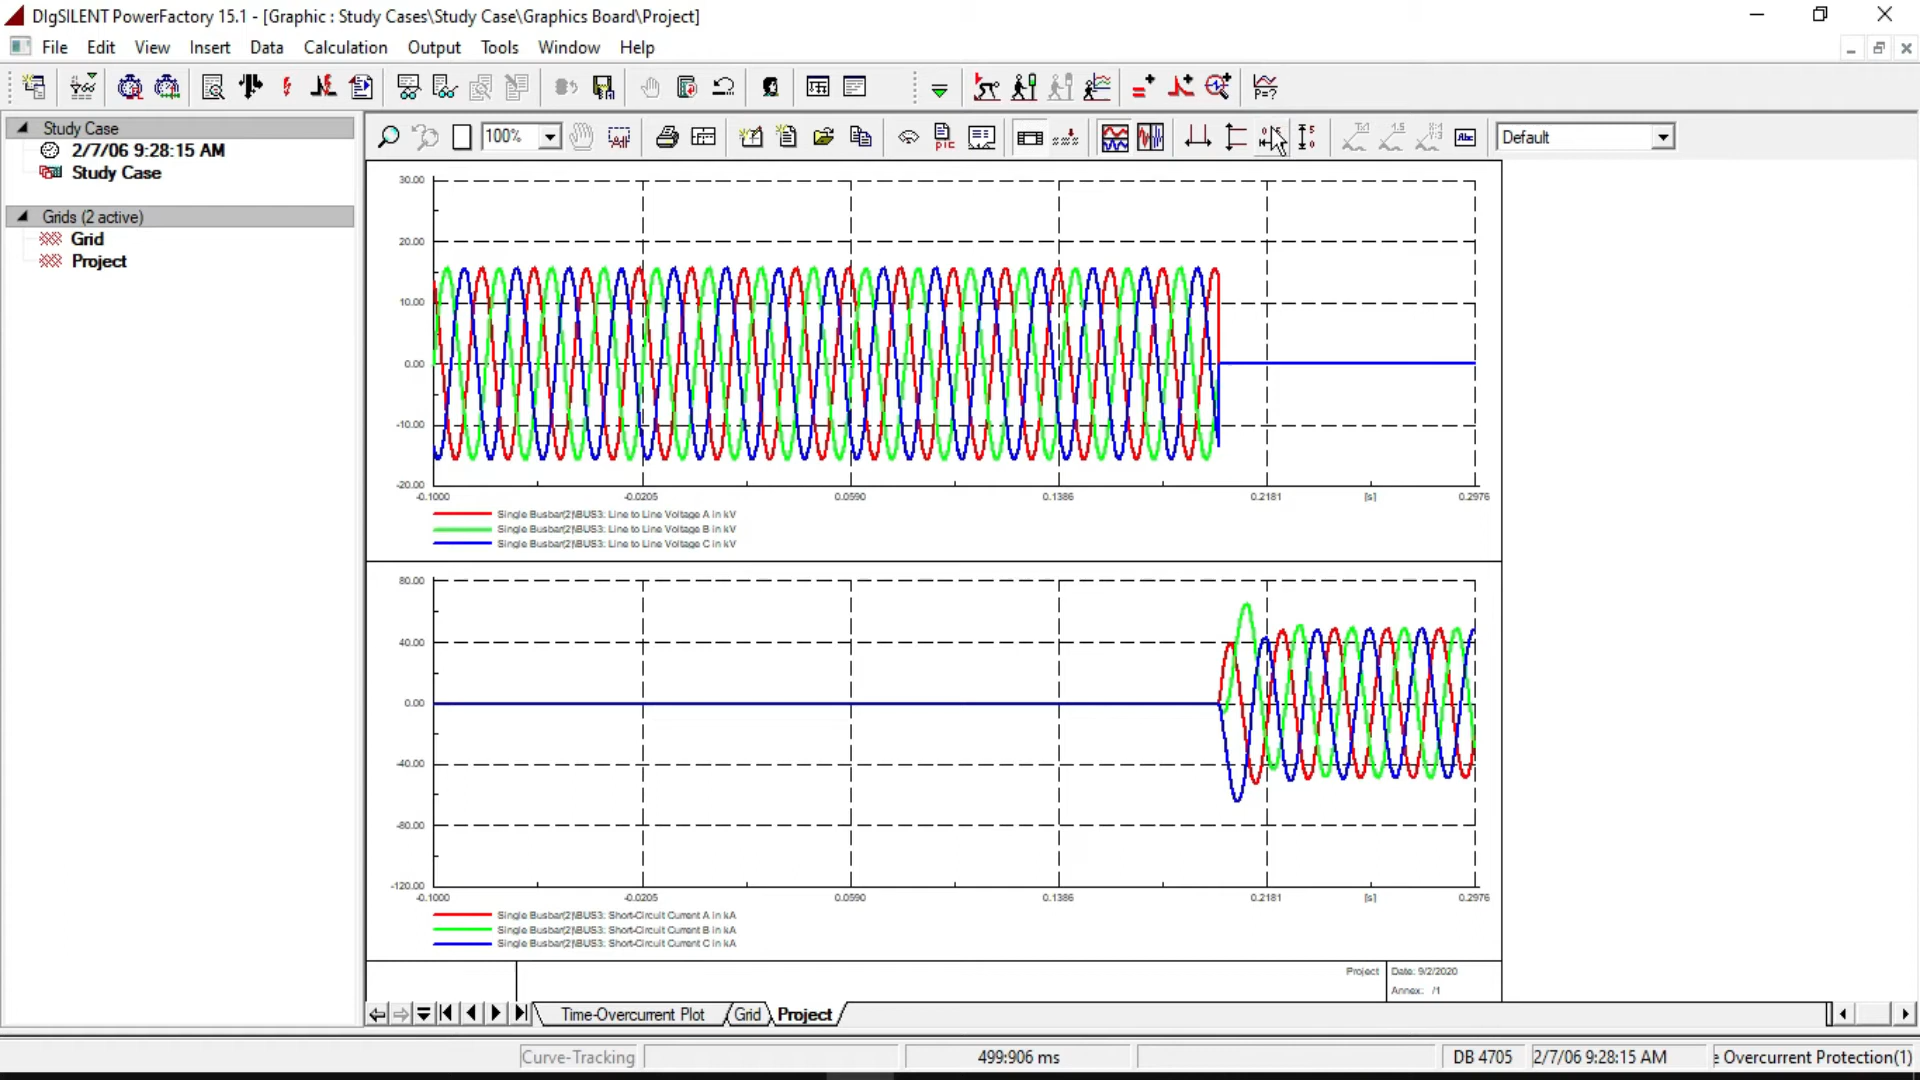 DIgSILENT PowerFactory 15.1 - [Graphic : Study Cases\Study Case\Graphics Board\Project]
File Edit View Insert Data Calculation Output Tools Window Help
100%
Default
Study Case
2/7/06 9:28:15 AM
Study Case
Grids (2 active)
Grid
Project
30.00
20.00
10.00
0.00
-10.00
-20.00
-0.1000 -0.0205 0.0590 0.1386 0.2181 [s] 0.2976
Single Busbar(2)\BUS3: Line to Line Voltage A in kV
Single Busbar(2)\BUS3: Line to Line Voltage B in kV
Single Busbar(2)\BUS3: Line to Line Voltage C in kV
80.00
40.00
0.00
-40.00
-80.00
-120.00
-0.1000 -0.0205 0.0590 0.1386 0.2181 [s] 0.2976
Single Busbar(2)\BUS3: Short-Circuit Current A in kA
Single Busbar(2)\BUS3: Short-Circuit Current B in kA
Single Busbar(2)\BUS3: Short-Circuit Current C in kA
Project Date: 9/2/2020
Annex: /1
Time-Overcurrent Plot Grid Project
Curve-Tracking 499:906 ms DB 4705 2/7/06 9:28:15 AM Overcurrent Protection(1)